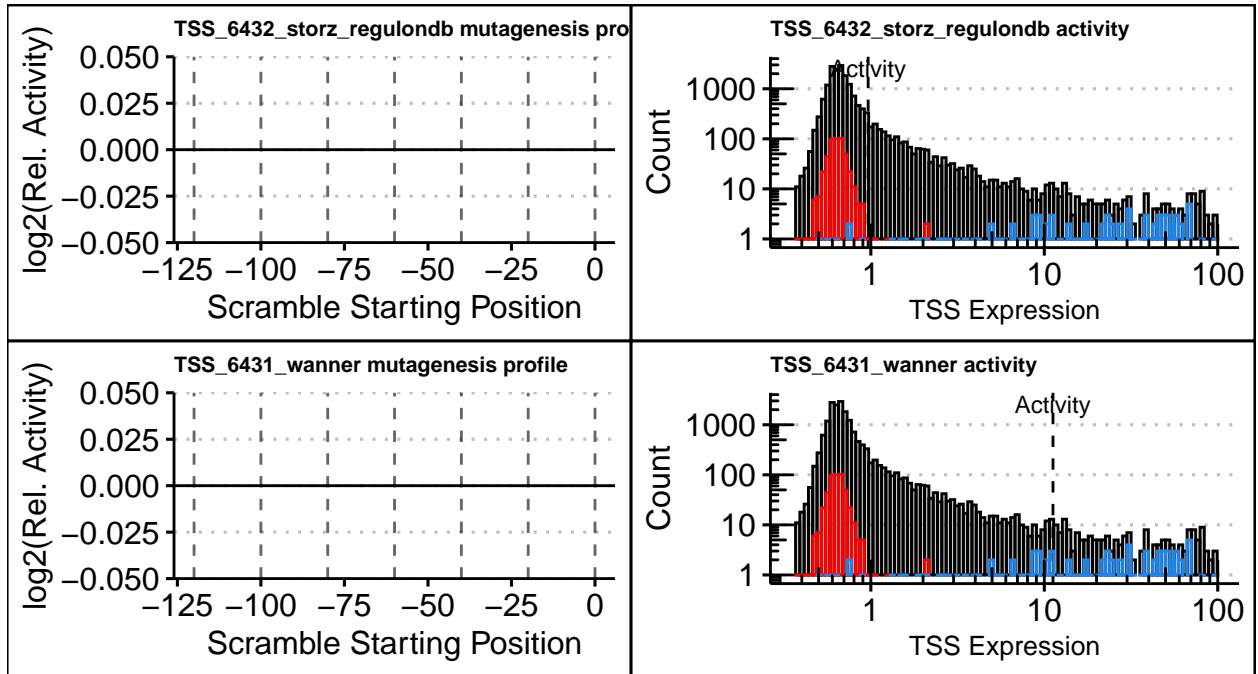 TSS_6432_storz_regulondb mutagenesis pro
log2(Rel. Activity)
0.050
0.025
0.000
−0.025
−0.050
−125 −100 −75 −50 −25 0
Scramble Starting Position
TSS_6432_storz_regulondb activity
Activity
Count
1000
100
10
1
1 10 100
TSS Expression
TSS_6431_wanner mutagenesis profile
log2(Rel. Activity)
0.050
0.025
0.000
−0.025
−0.050
−125 −100 −75 −50 −25 0
Scramble Starting Position
TSS_6431_wanner activity
Activity
Count
1000
100
10
1
1 10 100
TSS Expression